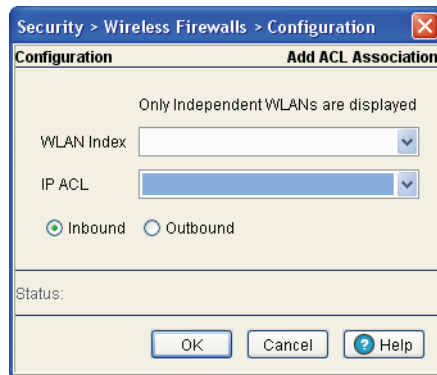 Security > Wireless Firewalls > Configuration
Configuration Add ACL Association
Only Independent WLANs are displayed
WLAN Index
IP ACL
Inbound Outbound
Status:
OK Cancel ? Help